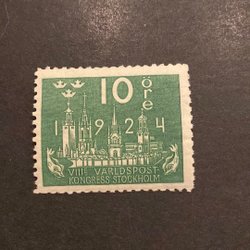 10
öre
1924
VIII: VÄRLDSPOST-
KONGRESS STOCKHOLM